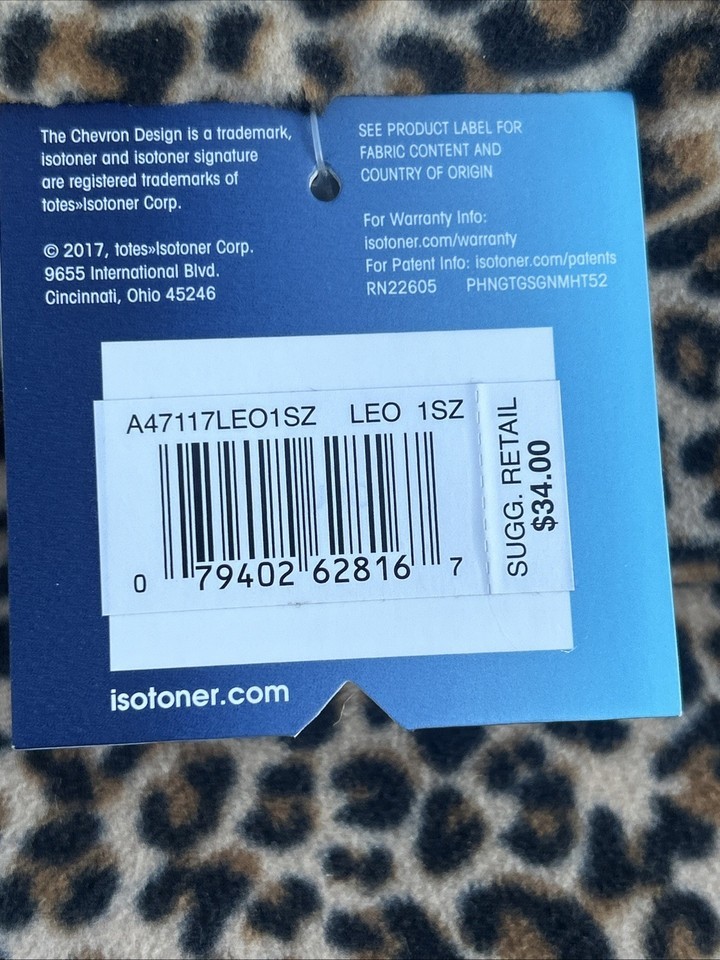 The Chevron Design is a trademark,
isotoner and isotoner signature
are registered trademarks of
totes»Isotoner Corp.
© 2017, totes»Isotoner Corp.
9655 International Blvd.
Cincinnati, Ohio 45246
SEE PRODUCT LABEL FOR
FABRIC CONTENT AND
COUNTRY OF ORIGIN
For Warranty Info:
isotoner.com/warranty
For Patent Info: isotoner.com/patents
RN22605 PHNGTGSGNMHT52
A47117LEO1SZ LEO 1SZ
0 79402 62816 7
SUGG. RETAIL
$34.00
isotoner.com